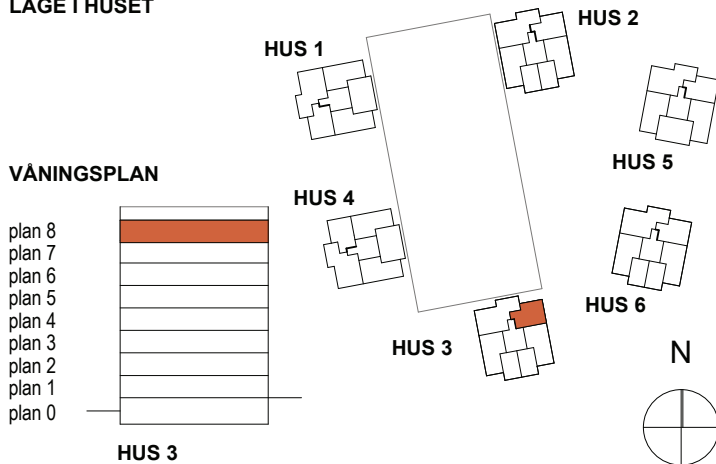 LÄGE I HUSET
HUS 1
HUS 2
HUS 5
VÅNINGSPLAN
HUS 4
plan 8
plan 7
plan 6
plan 5
plan 4
plan 3
plan 2
plan 1
plan 0
HUS 6
HUS 3
N
HUS 3